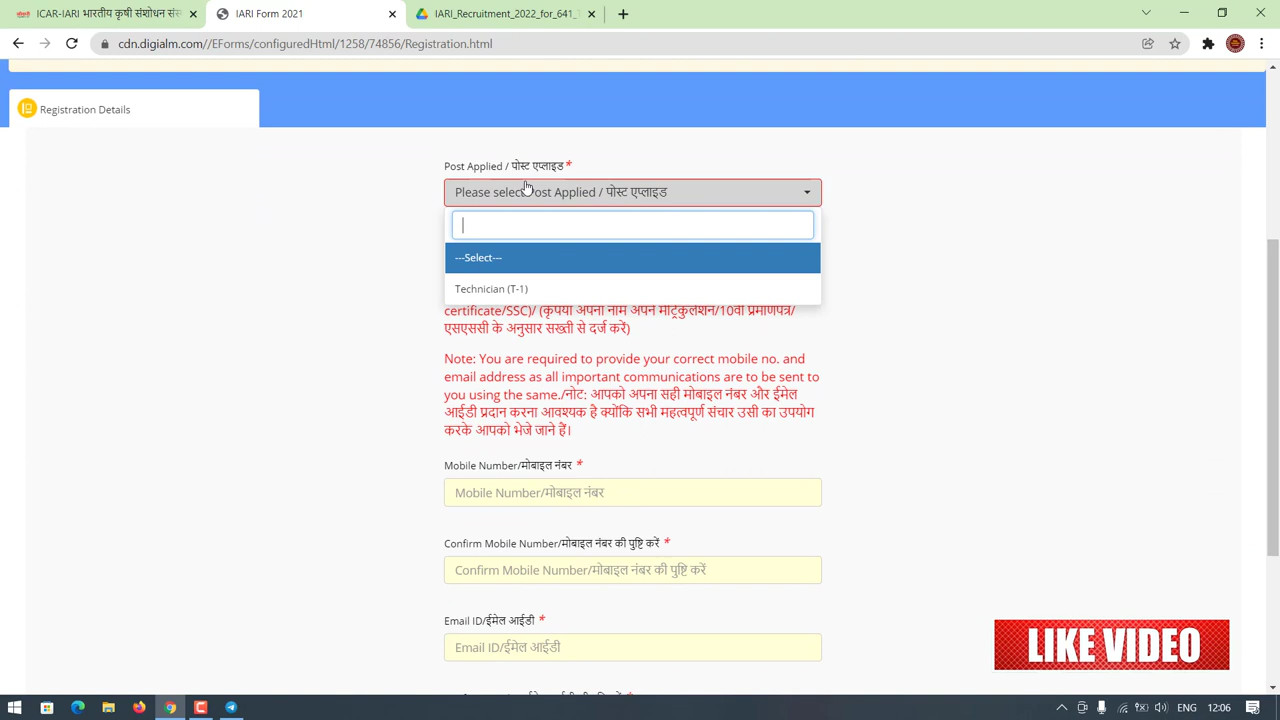 ICAR-IARI भारतीय कृषी संशोधन संस
IARI Form 2021
IARI_Recruitment_2022_for_641_
cdn.digialm.com//EForms/configuredHtml/1258/74856/Registration.html
Registration Details
Post Applied / पोस्ट एप्लाइड*
Please select Post Applied / पोस्ट एप्लाइड
---Select---
Technician (T-1)
certificate/SSC)/ (कृपया अपना नाम अपने मैट्रिकुलेशन/10वीं प्रमाणपत्र/
एसएससी के अनुसार सख्ती से दर्ज करें)
Note: You are required to provide your correct mobile no. and
email address as all important communications are to be sent to
you using the same./नोट: आपको अपना सही मोबाइल नंबर और ईमेल
आईडी प्रदान करना आवश्यक है क्योंकि सभी महत्वपूर्ण संचार उसी का उपयोग
करके आपको भेजे जाने हैं।
Mobile Number/मोबाइल नंबर *
Mobile Number/मोबाइल नंबर
Confirm Mobile Number/मोबाइल नंबर की पुष्टि करें *
Confirm Mobile Number/मोबाइल नंबर की पुष्टि करें
Email ID/ईमेल आईडी *
Email ID/ईमेल आईडी
LIKE VIDEO
ENG
12:06